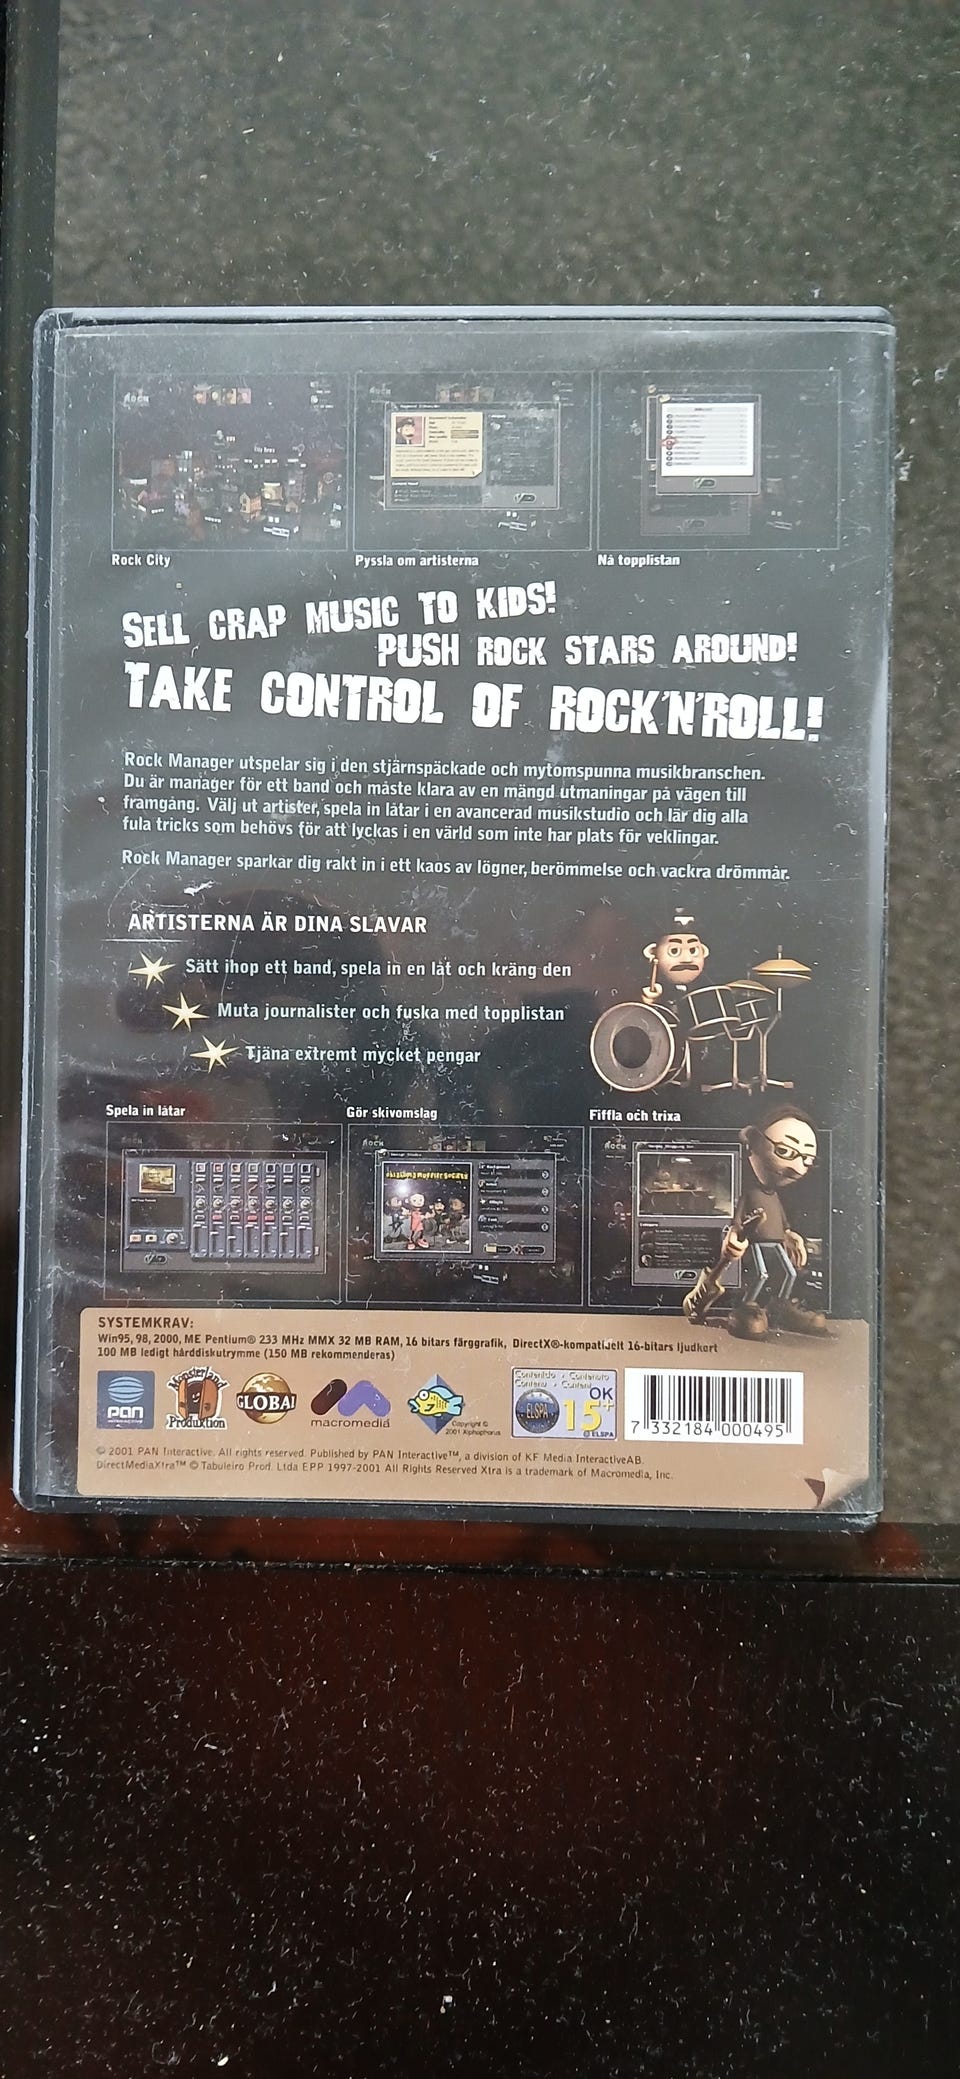 Rock City
Pyssla om artisterna
Nå topplistan
SELL CRAP MUSIC TO KIDS!
PUSH ROCK STARS AROUND!
TAKE CONTROL OF ROCK'N'ROLL!
Rock Manager utspelar sig i den stjärnspäckade och mytomspunna musikbranschen.
Du är manager för ett band och måste klara av en mängd utmaningar på vägen till
framgång. Välj ut artister, spela in låtar i en avancerad musikstudio och lär dig alla
fula tricks som behövs för att lyckas i en värld som inte har plats för veklingar.
Rock Manager sparkar dig rakt in i ett kaos av lögner, berömmelse och vackra drömmar.
ARTISTERNA ÄR DINA SLAVAR
Sätt ihop ett band, spela in en låt och kräng den
Muta journalister och fuska med topplistan
Tjäna extremt mycket pengar
Spela in låtar
Gör skivomslag
Fiffla och trixa
SYSTEMKRAV:
Win95, 98, 2000, ME Pentium® 233 MHz MMX 32 MB RAM, 16 bitars färggrafik, DirectX®-kompatibelt 16-bitars ljudkort
100 MB ledigt hårddiskutrymme (150 MB rekommenderas)
PAN
INTERACTIVE
Monsterland
Produktion
GLOBAL
macromedia
Copyright ©
2001 Xiphophorus
Contenido • Contenuto
Contenu • Content
OK
ELSPA
15+
© ELSPA
7 332184 000495
© 2001 PAN Interactive. All rights reserved. Published by PAN Interactive™, a division of KF Media InteractiveAB.
DirectMediaXtra™ © Tabuleiro Prod. Ltda EPP 1997-2001 All Rights Reserved Xtra is a trademark of Macromedia, Inc.